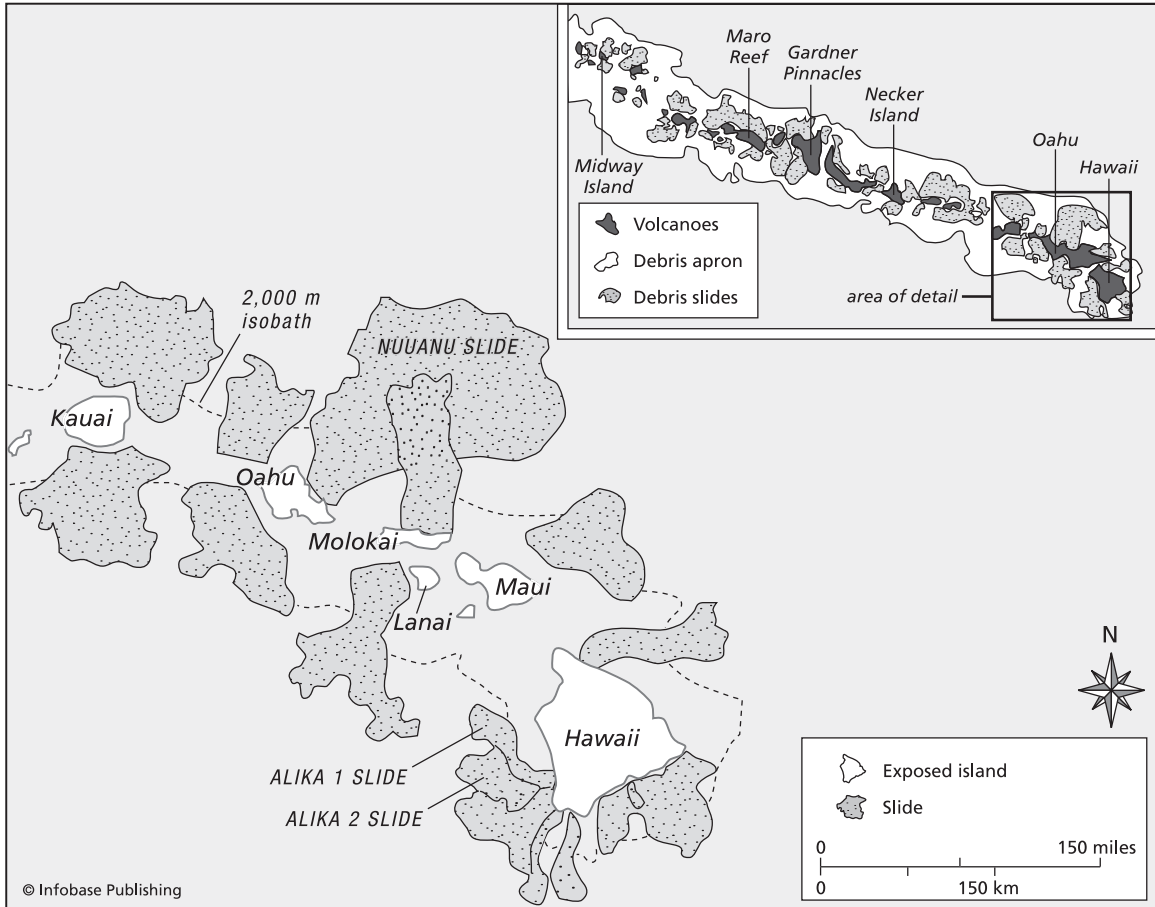 Maro
Reef
Gardner
Pinnacles
Necker
Island
Oahu
Hawaii
Midway
Island
Volcanoes
Debris apron
Debris slides
area of detail
2,000 m
isobath
NUUANU SLIDE
Kauai
Oahu
Molokai
Maui
Lanai
Hawaii
ALIKA 1 SLIDE
ALIKA 2 SLIDE
N
Exposed island
Slide
0 150 miles
0 150 km
© Infobase Publishing